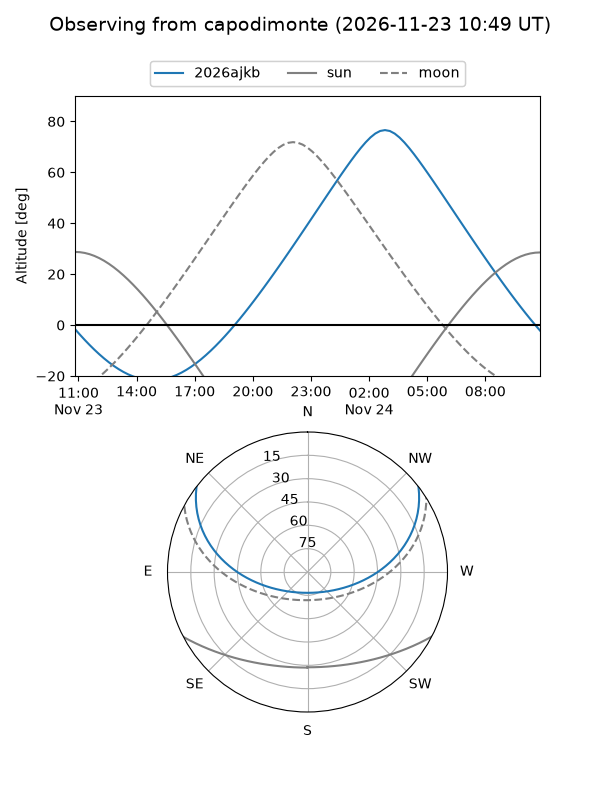 Observing from capodimonte (2026-11-23 10:49 UT)
2026ajkb sun moon
Altitude [deg]
80
60
40
20
0
−20
11:00 14:00 17:00 20:00 23:00 02:00 05:00 08:00
Nov 23 Nov 24
N
NE NW
15
30
45
60
75
E W
SE SW
S